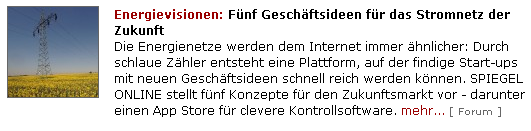 Energievisionen: Fünf Geschäftsideen für das Stromnetz der
Zukunft
Die Energienetze werden dem Internet immer ähnlicher: Durch
schlaue Zähler entsteht eine Plattform, auf der findige Start-ups
mit neuen Geschäftsideen schnell reich werden können. SPIEGEL
ONLINE stellt fünf Konzepte für den Zukunftsmarkt vor - darunter
einen App Store für clevere Kontrollsoftware. mehr... [ Forum ]